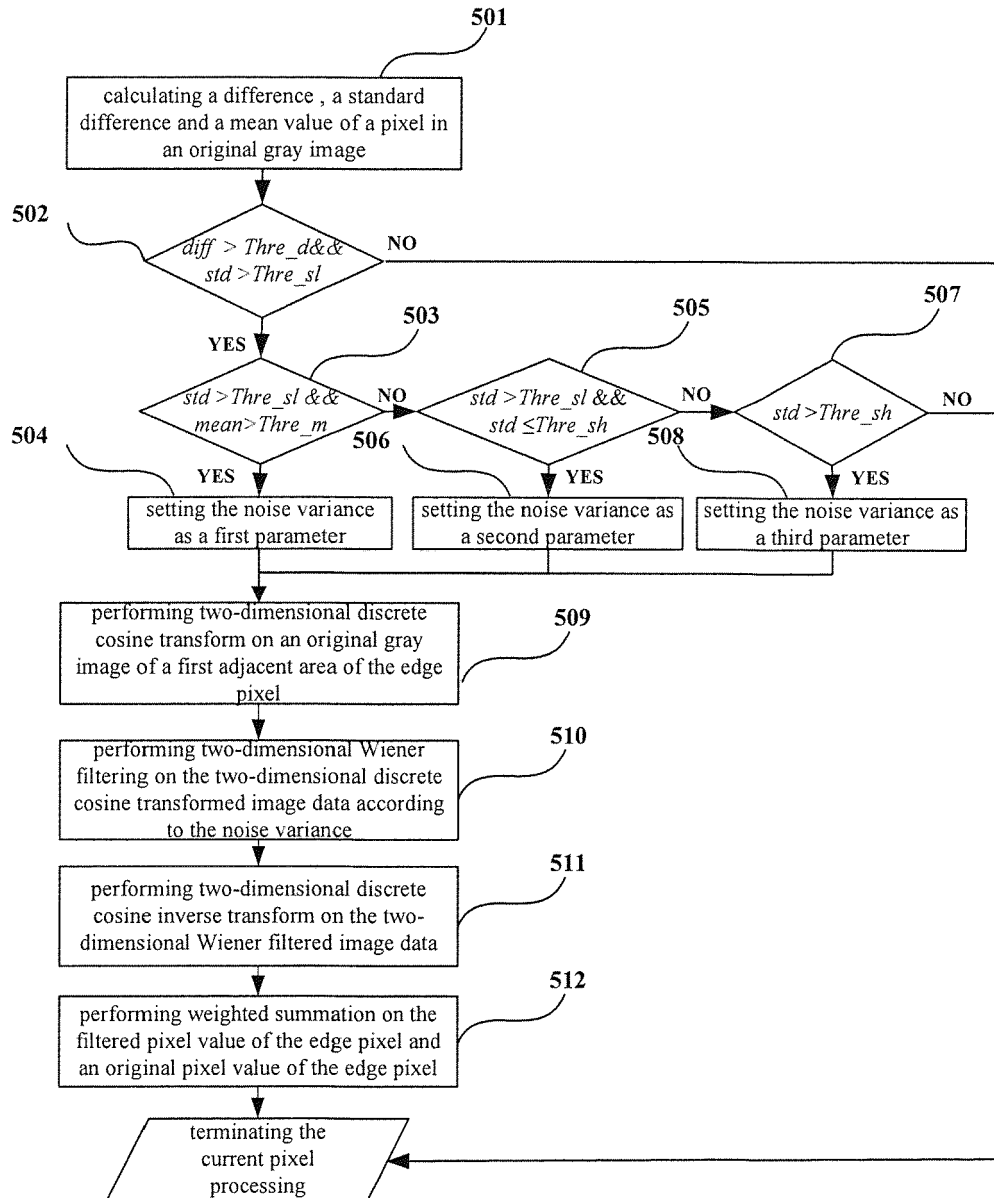 501
calculating a difference , a standard
difference and a mean value of a pixel in
an original gray image
502
diff > Thre_d&&
std >Thre_sl
NO
YES
503
505
507
std >Thre_sl &&
mean>Thre_m
NO
std >Thre_sl &&
std ≤Thre_sh
NO
std >Thre_sh
NO
504
506
508
YES
YES
YES
setting the noise variance
as a first parameter
setting the noise variance as
a second parameter
setting the noise variance as
a third parameter
performing two-dimensional discrete
cosine transform on an original gray
image of a first adjacent area of the edge
pixel
509
performing two-dimensional Wiener
filtering on the two-dimensional discrete
cosine transformed image data according
to the noise variance
510
performing two-dimensional discrete
cosine inverse transform on the two-
dimensional Wiener filtered image data
511
performing weighted summation on the
filtered pixel value of the edge pixel and
an original pixel value of the edge pixel
512
terminating the
current pixel
processing